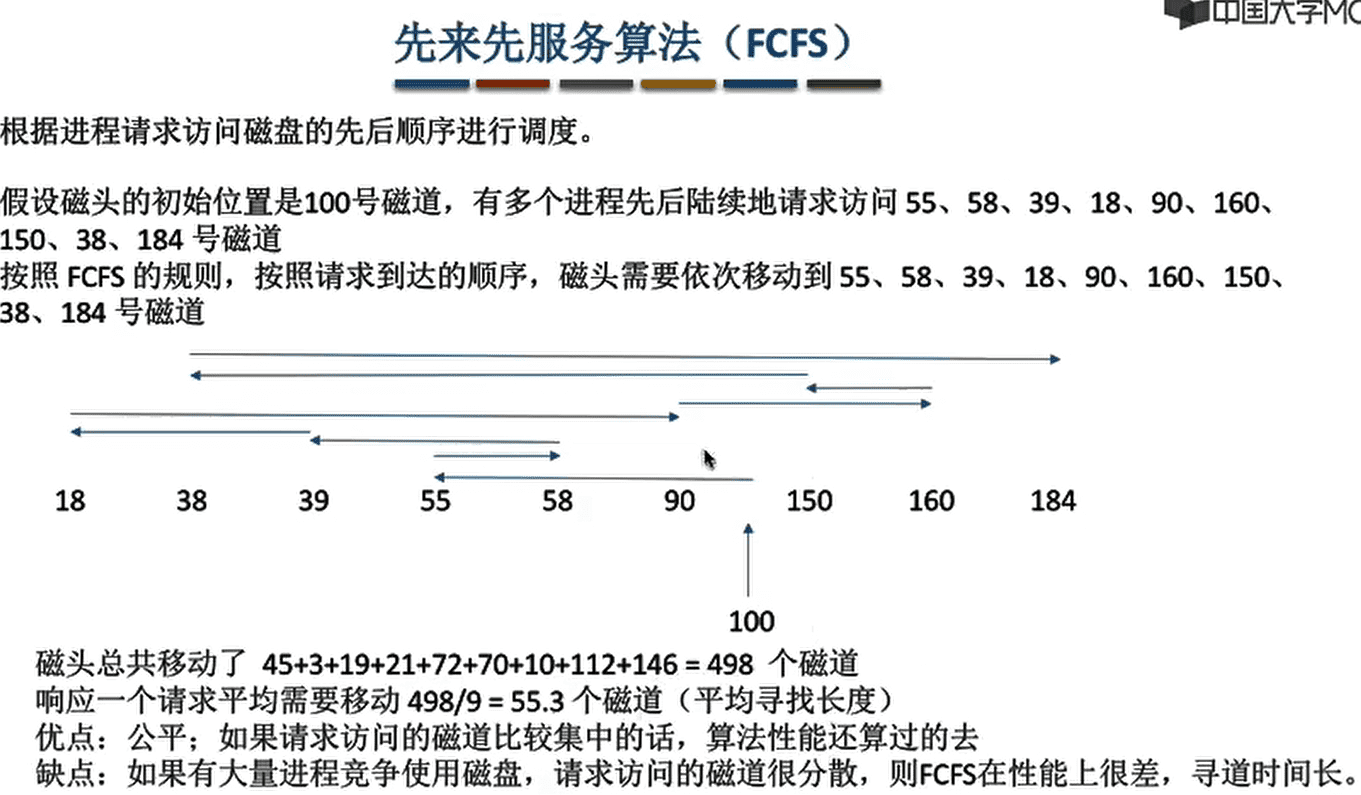 中国大学MO
先来先服务算法（FCFS）
根据进程请求访问磁盘的先后顺序进行调度。
假设磁头的初始位置是100号磁道，有多个进程先后陆续地请求访问 55、58、39、18、90、160、
150、38、184 号磁道
按照 FCFS 的规则，按照请求到达的顺序，磁头需要依次移动到 55、58、39、18、90、160、150、
38、184 号磁道
18 38 39 55 58 90 150 160 184
100
磁头总共移动了 45+3+19+21+72+70+10+112+146 = 498 个磁道
响应一个请求平均需要移动 498/9 = 55.3 个磁道（平均寻找长度）
优点：公平；如果请求访问的磁道比较集中的话，算法性能还算过的去
缺点：如果有大量进程竞争使用磁盘，请求访问的磁道很分散，则FCFS在性能上很差，寻道时间长。